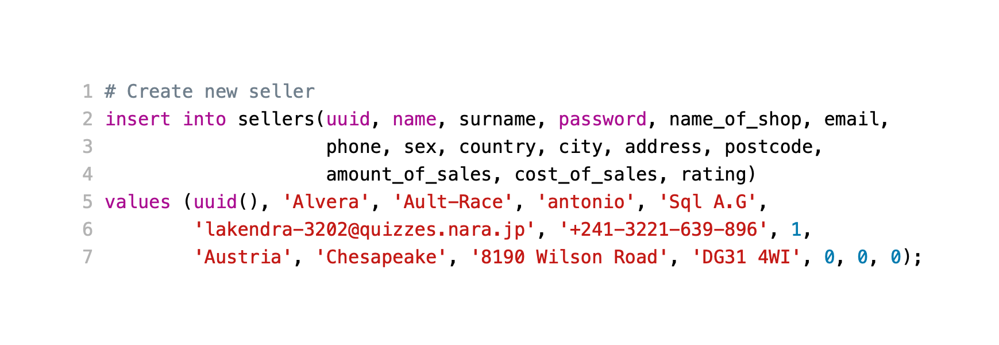 1 # Create new seller
2 insert into sellers(uuid, name, surname, password, name_of_shop, email,
3                     phone, sex, country, city, address, postcode,
4                     amount_of_sales, cost_of_sales, rating)
5 values (uuid(), 'Alvera', 'Ault-Race', 'antonio', 'Sql A.G',
6         'lakendra-3202@quizzes.nara.jp', '+241-3221-639-896', 1,
7         'Austria', 'Chesapeake', '8190 Wilson Road', 'DG31 4WI', 0, 0, 0);